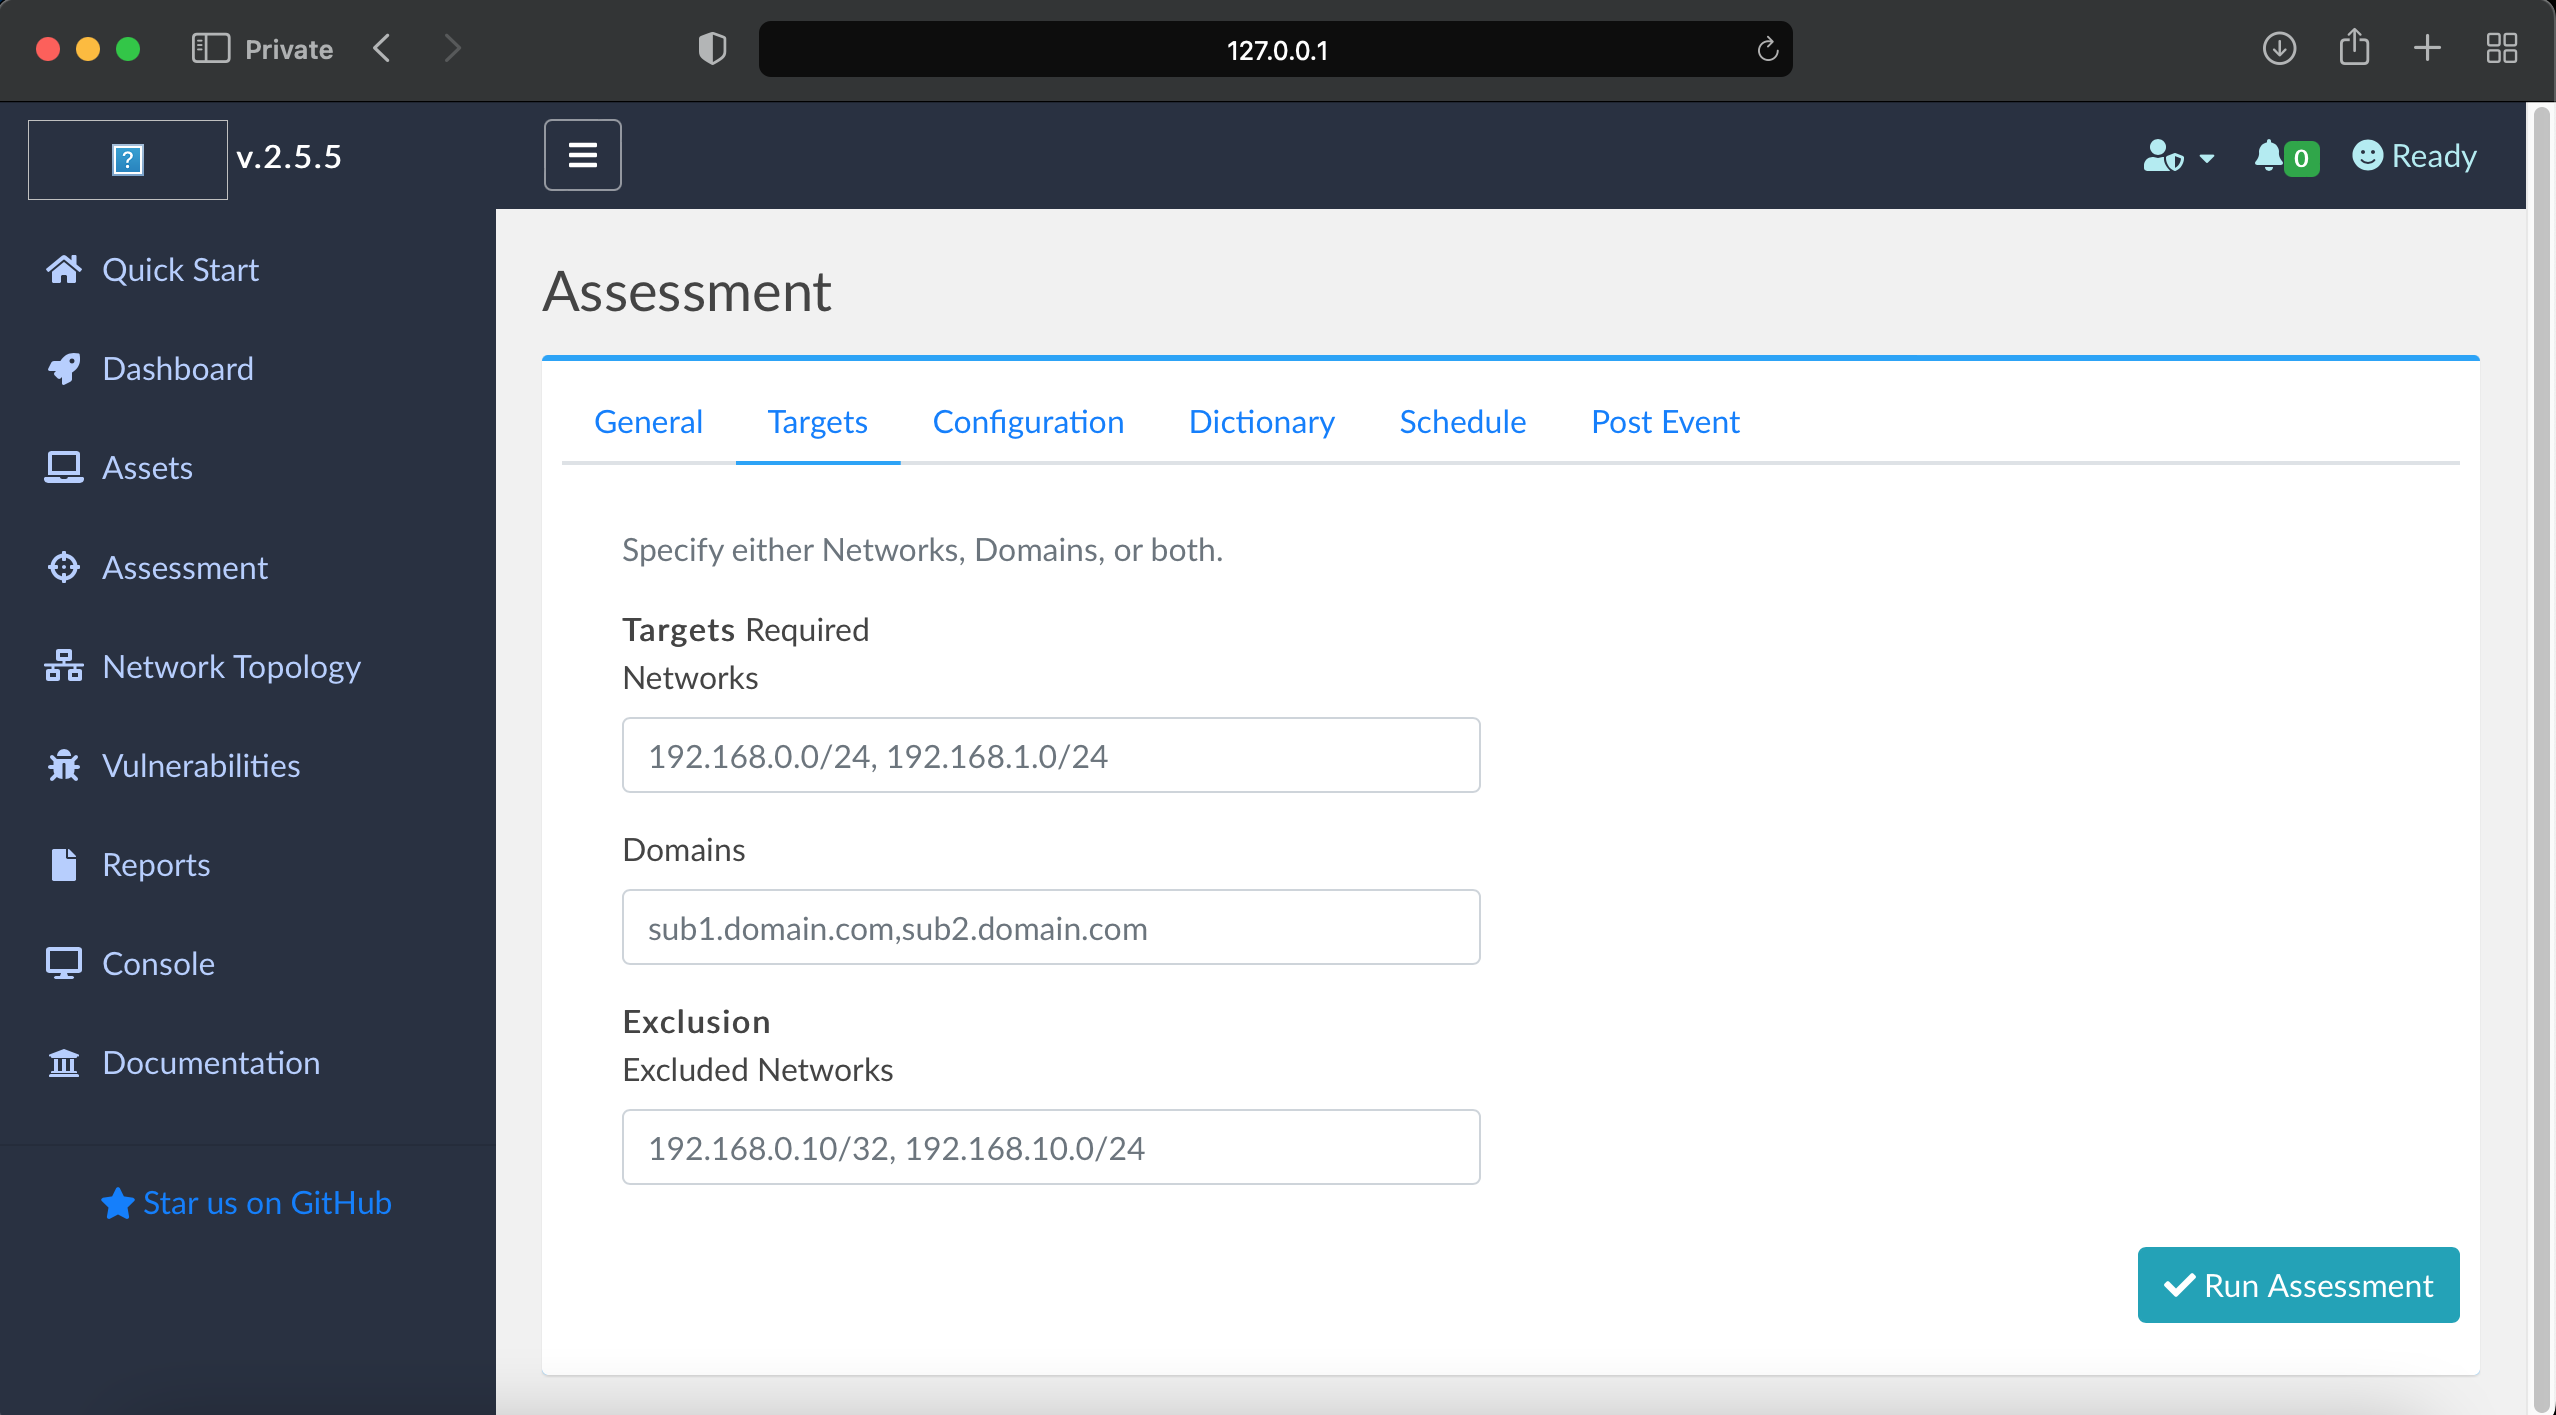 Private
127.0.0.1
v.2.5.5
0
Ready
Quick Start
Dashboard
Assets
Assessment
Network Topology
Vulnerabilities
Reports
Console
Documentation
Star us on GitHub
Assessment
General Targets Configuration Dictionary Schedule Post Event
Specify either Networks, Domains, or both.
Targets Required
Networks
192.168.0.0/24, 192.168.1.0/24
Domains
sub1.domain.com,sub2.domain.com
Exclusion
Excluded Networks
192.168.0.10/32, 192.168.10.0/24
Run Assessment